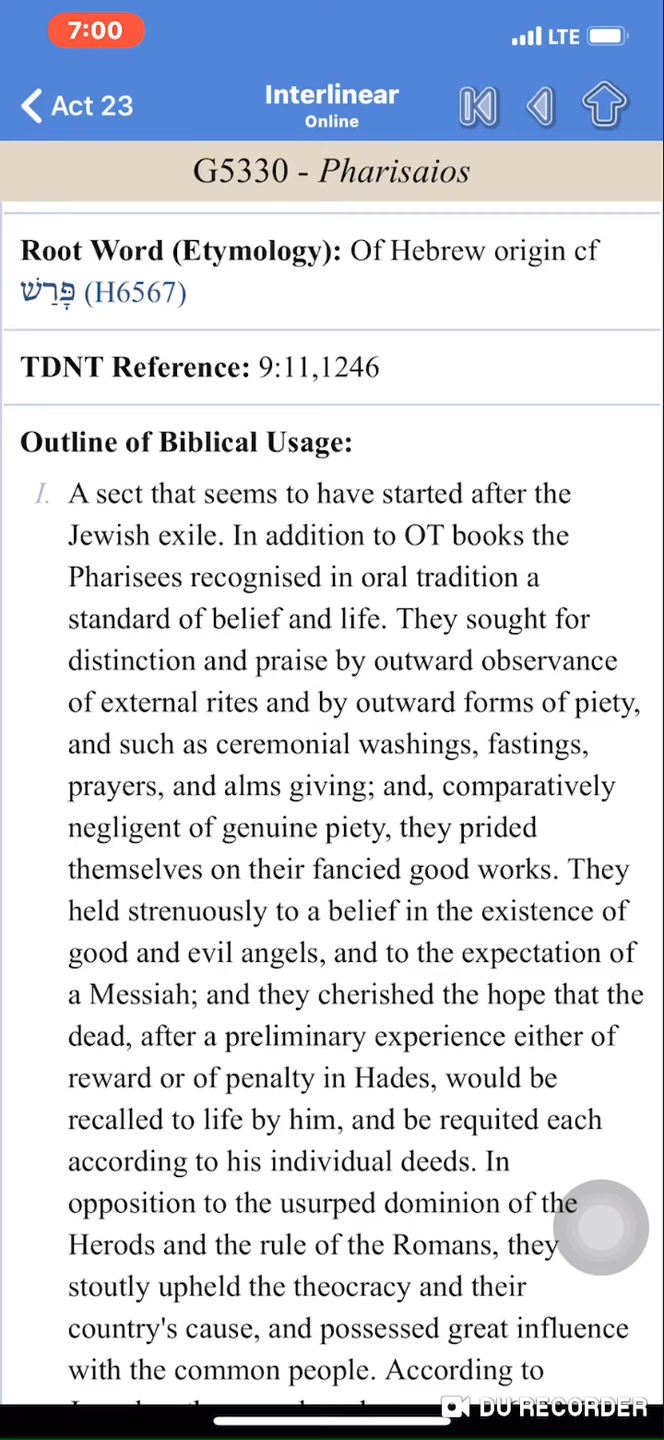 7:00
LTE
Act 23
Interlinear
Online
G5330 - Pharisaios
Root Word (Etymology): Of Hebrew origin cf
פָּרַשׁ (H6567)
TDNT Reference: 9:11,1246
Outline of Biblical Usage:
I. A sect that seems to have started after the
Jewish exile. In addition to OT books the
Pharisees recognised in oral tradition a
standard of belief and life. They sought for
distinction and praise by outward observance
of external rites and by outward forms of piety,
and such as ceremonial washings, fastings,
prayers, and alms giving; and, comparatively
negligent of genuine piety, they prided
themselves on their fancied good works. They
held strenuously to a belief in the existence of
good and evil angels, and to the expectation of
a Messiah; and they cherished the hope that the
dead, after a preliminary experience either of
reward or of penalty in Hades, would be
recalled to life by him, and be requited each
according to his individual deeds. In
opposition to the usurped dominion of the
Herods and the rule of the Romans, they
stoutly upheld the theocracy and their
country's cause, and possessed great influence
with the common people. According to
DU RECORDER